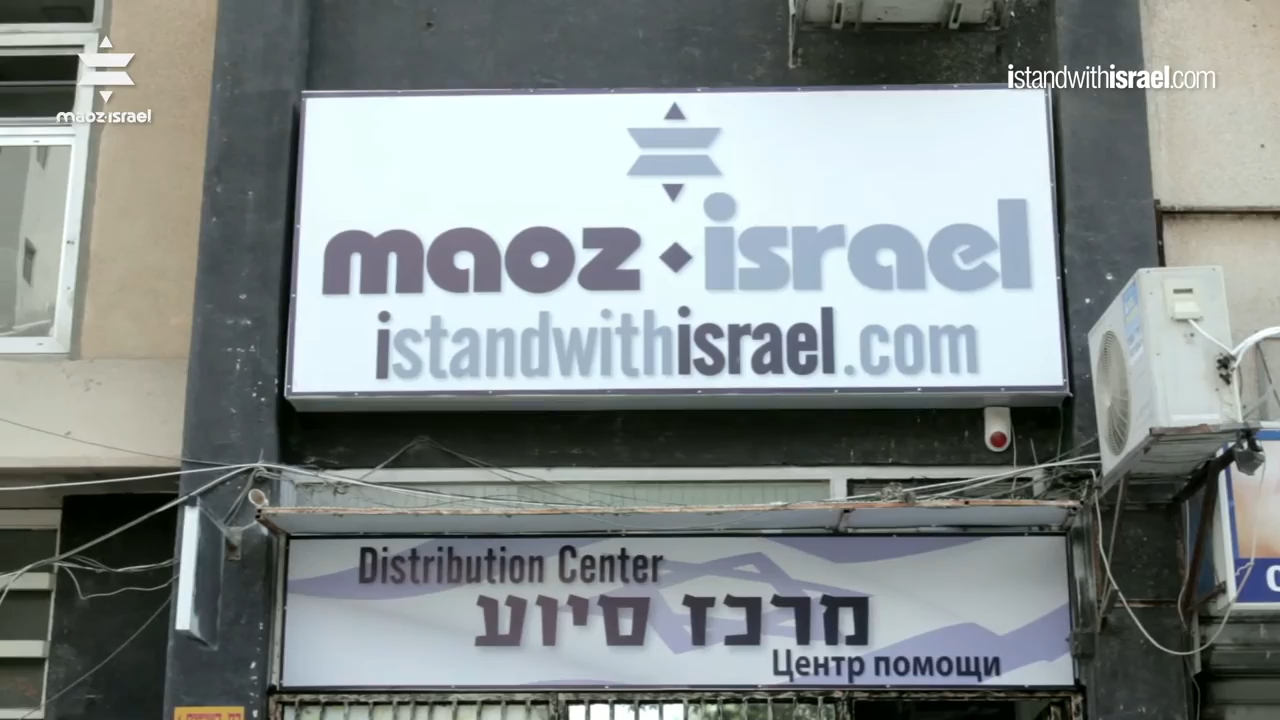 maoz·israel
istandwithisrael.com
maoz·israel
istandwithisrael.com
Distribution Center
מרכז סיוע
Центр помощи